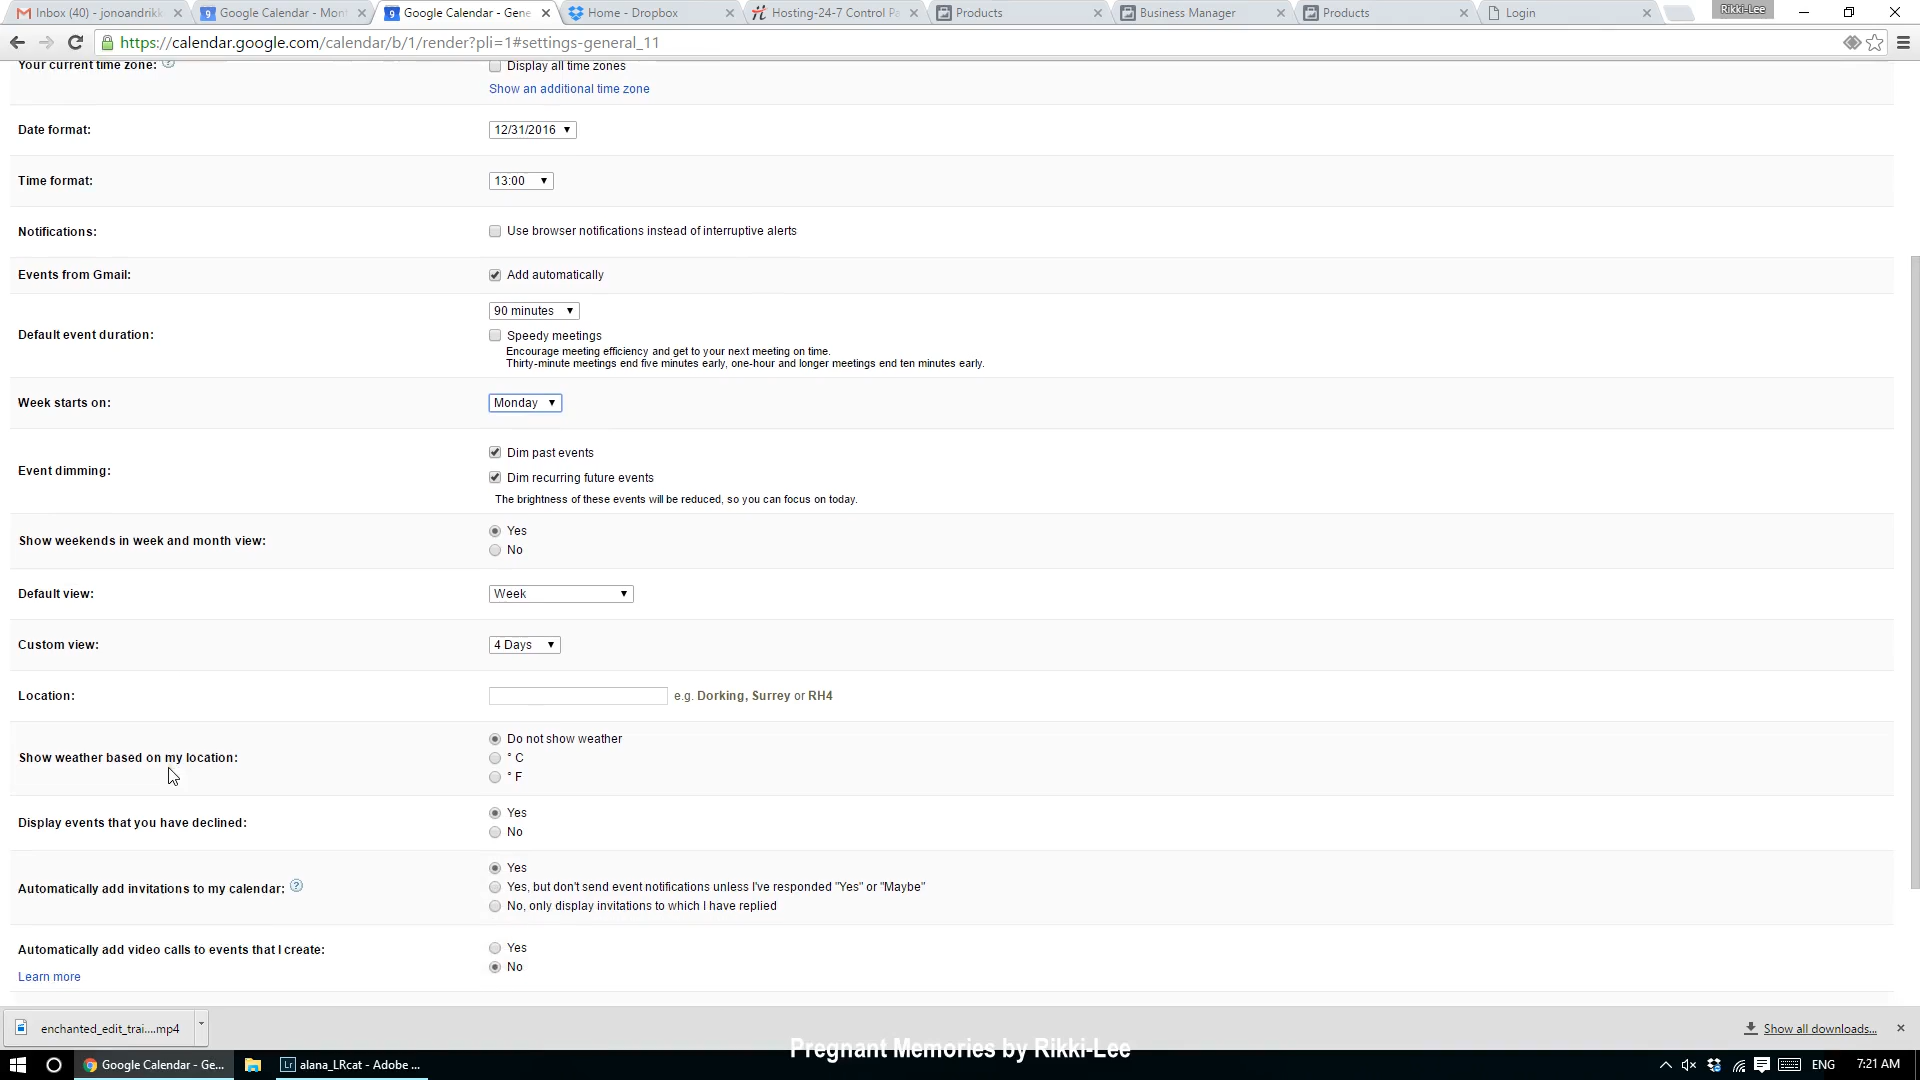 Inbox (40) - jonoandrikk
Google Calendar - Mont
Google Calendar - Gene
Home - Dropbox
Hosting-24-7 Control Pa
Products
Business Manager
Products
Login
Rikki-Lee
https://calendar.google.com/calendar/b/1/render?pli=1#settings-general_11
Your current time zone:
Display all time zones
Show an additional time zone
Date format:
12/31/2016
Time format:
13:00
Notifications:
Use browser notifications instead of interruptive alerts
Events from Gmail:
Add automatically
90 minutes
Default event duration:
Speedy meetings
Encourage meeting efficiency and get to your next meeting on time.
Thirty-minute meetings end five minutes early, one-hour and longer meetings end ten minutes early.
Week starts on:
Monday
Event dimming:
Dim past events
Dim recurring future events
The brightness of these events will be reduced, so you can focus on today.
Show weekends in week and month view:
Yes
No
Default view:
Week
Custom view:
4 Days
Location:
e.g. Dorking, Surrey or RH4
Show weather based on my location:
Do not show weather
° C
° F
Display events that you have declined:
Yes
No
Automatically add invitations to my calendar:
Yes
Yes, but don't send event notifications unless I've responded "Yes" or "Maybe"
No, only display invitations to which I have replied
Automatically add video calls to events that I create:
Learn more
Yes
No
enchanted_edit_trai....mp4
Show all downloads...
Pregnant Memories by Rikki-Lee
Google Calendar - Ge...
alana_LRcat - Adobe ...
ENG
7:21 AM